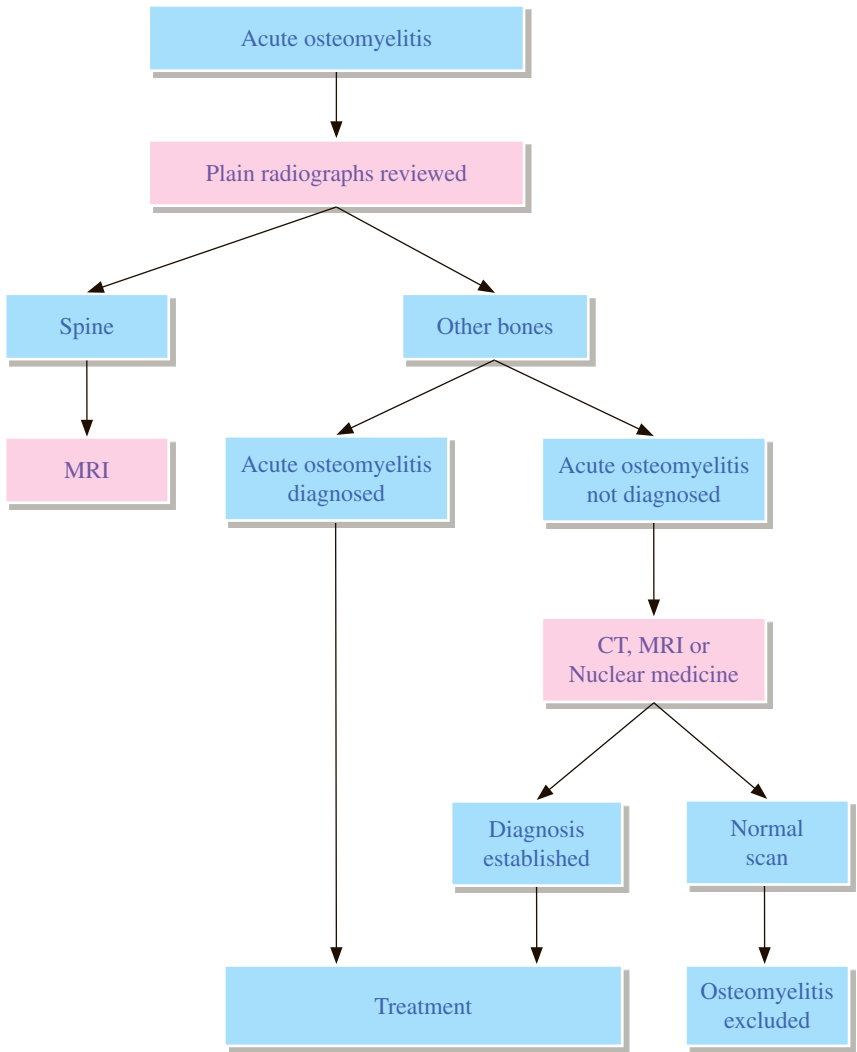 Acute osteomyelitis
Plain radiographs reviewed
Spine
Other bones
MRI
Acute osteomyelitis
diagnosed
Acute osteomyelitis
not diagnosed
CT, MRI or
Nuclear medicine
Diagnosis
established
Normal
scan
Treatment
Osteomyelitis
excluded